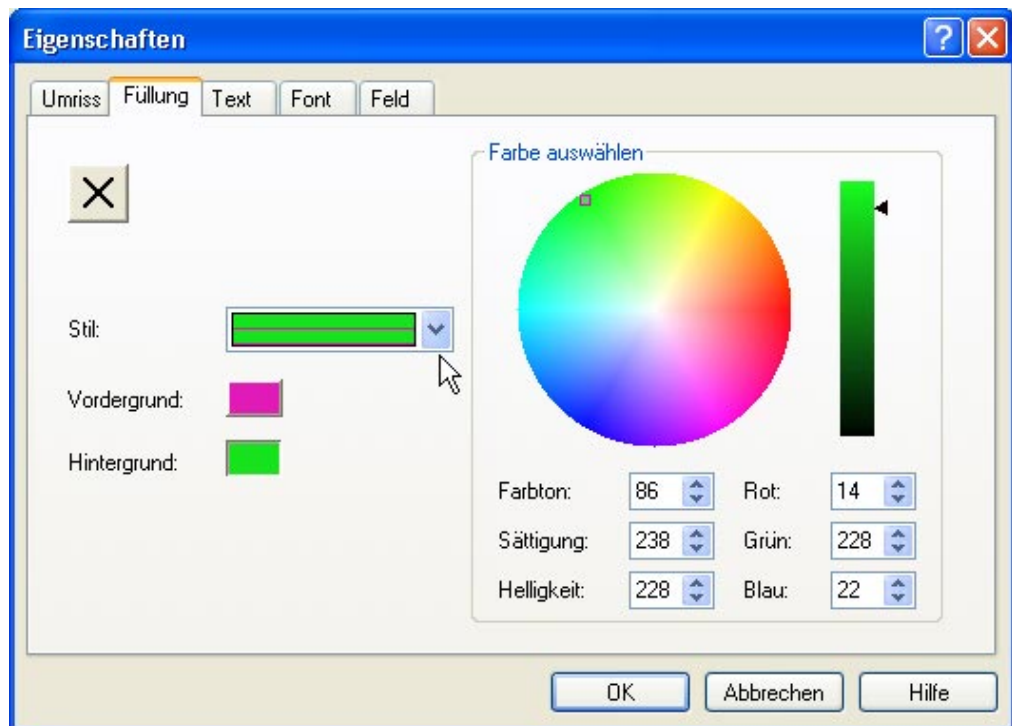 Eigenschaften
Umriss Füllung Text Font Feld
Farbe auswählen
Stil:
Vordergrund:
Hintergrund:
Farbton: 86 Rot: 14
Sättigung: 238 Grün: 228
Helligkeit: 228 Blau: 22
OK Abbrechen Hilfe